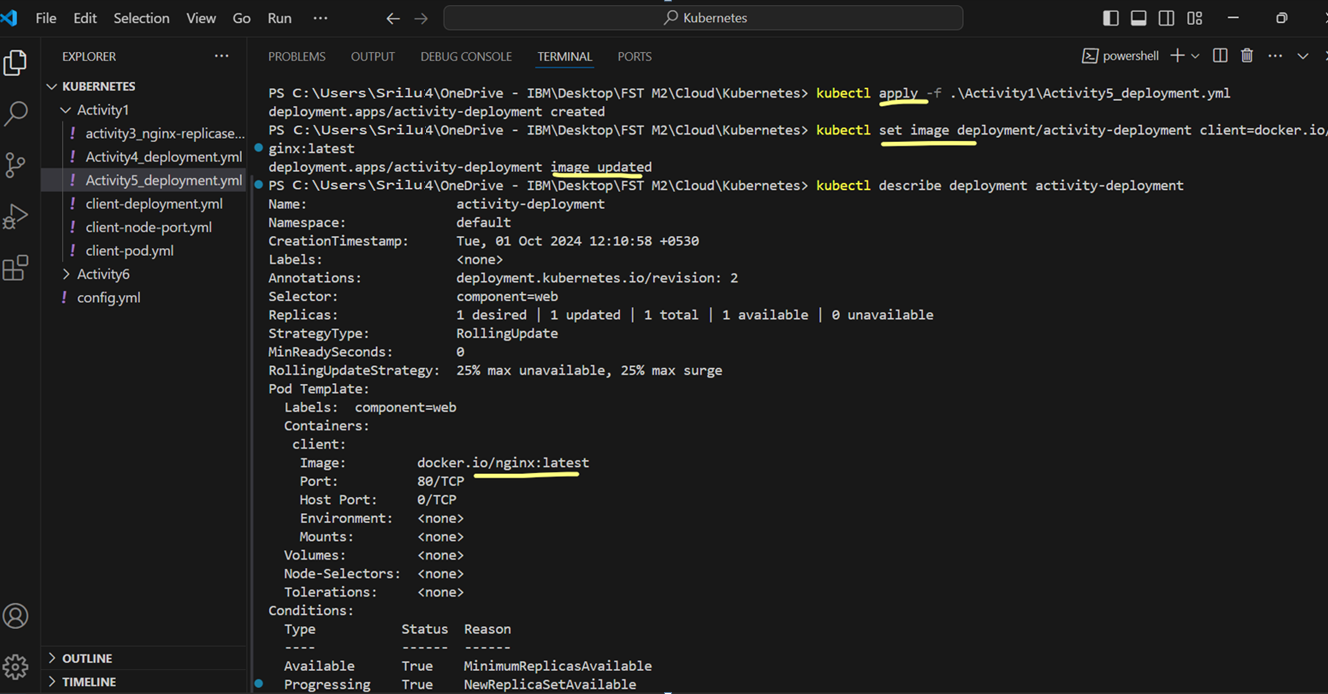 File Edit Selection View Go Run ··· ← → Kubernetes
EXPLORER ···
KUBERNETES
Activity1
! activity3_nginx-replicase...
! Activity4_deployment.yml
! Activity5_deployment.yml
! client-deployment.yml
! client-node-port.yml
! client-pod.yml
Activity6
! config.yml
OUTLINE
TIMELINE
PROBLEMS OUTPUT DEBUG CONSOLE TERMINAL PORTS powershell + ···
PS C:\Users\Srilu4\OneDrive - IBM\Desktop\FST M2\Cloud\Kubernetes> kubectl apply -f .\Activity1\Activity5_deployment.yml
deployment.apps/activity-deployment created
PS C:\Users\Srilu4\OneDrive - IBM\Desktop\FST M2\Cloud\Kubernetes> kubectl set image deployment/activity-deployment client=docker.io/
ginx:latest
deployment.apps/activity-deployment image updated
PS C:\Users\Srilu4\OneDrive - IBM\Desktop\FST M2\Cloud\Kubernetes> kubectl describe deployment activity-deployment
Name: activity-deployment
Namespace: default
CreationTimestamp: Tue, 01 Oct 2024 12:10:58 +0530
Labels: <none>
Annotations: deployment.kubernetes.io/revision: 2
Selector: component=web
Replicas: 1 desired | 1 updated | 1 total | 1 available | 0 unavailable
StrategyType: RollingUpdate
MinReadySeconds: 0
RollingUpdateStrategy: 25% max unavailable, 25% max surge
Pod Template:
Labels: component=web
Containers:
client:
Image: docker.io/nginx:latest
Port: 80/TCP
Host Port: 0/TCP
Environment: <none>
Mounts: <none>
Volumes: <none>
Node-Selectors: <none>
Tolerations: <none>
Conditions:
Type Status Reason
---- ------ ------
Available True MinimumReplicasAvailable
Progressing True NewReplicaSetAvailable